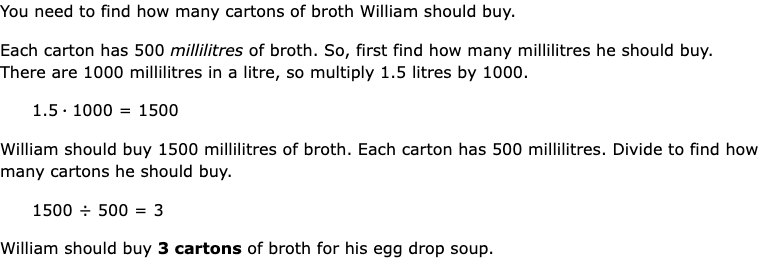 You need to find how many cartons of broth William should buy.
Each carton has 500 millilitres of broth. So, first find how many millilitres he should buy.
There are 1000 millilitres in a litre, so multiply 1.5 litres by 1000.
1.5 · 1000 = 1500
William should buy 1500 millilitres of broth. Each carton has 500 millilitres. Divide to find how
many cartons he should buy.
1500 ÷ 500 = 3
William should buy 3 cartons of broth for his egg drop soup.